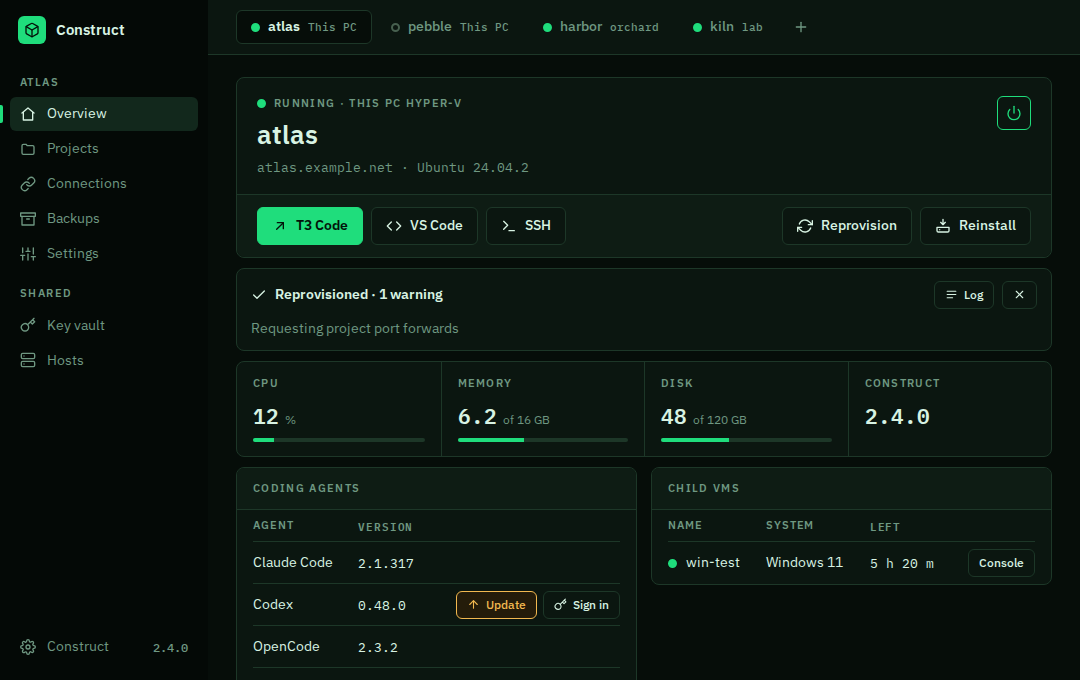 Construct
atlas This PC
pebble This PC
harbor orchard
kiln lab
ATLAS
Overview
Projects
Connections
Backups
Settings
SHARED
Key vault
Hosts
Construct 2.4.0
RUNNING · THIS PC HYPER-V
atlas
atlas.example.net · Ubuntu 24.04.2
T3 Code
VS Code
SSH
Reprovision
Reinstall
Reprovisioned · 1 warning
Log
Requesting project port forwards
CPU
12 %
MEMORY
6.2 of 16 GB
DISK
48 of 120 GB
CONSTRUCT
2.4.0
CODING AGENTS
AGENT VERSION
Claude Code 2.1.317
Codex 0.48.0 Update Sign in
OpenCode 2.3.2
CHILD VMS
NAME SYSTEM LEFT
win-test Windows 11 5 h 20 m Console